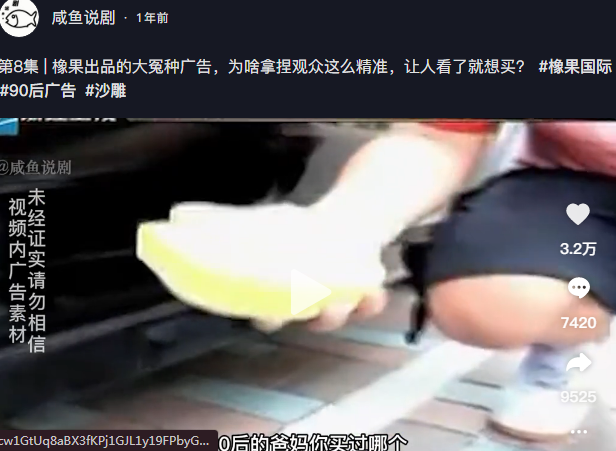 咸鱼说剧 · 1年前
第8集 | 橡果出品的大冤种广告，为啥拿捏观众这么精准，让人看了就想买？ #橡果国际
#90后广告 #沙雕
@咸鱼说剧
未经证实请勿相信
视频内广告素材
3.2万
7420
9525
cw1GtUq8aBX3fKPj1GJL1y19FPbyG...
0后的爸妈你买过哪个